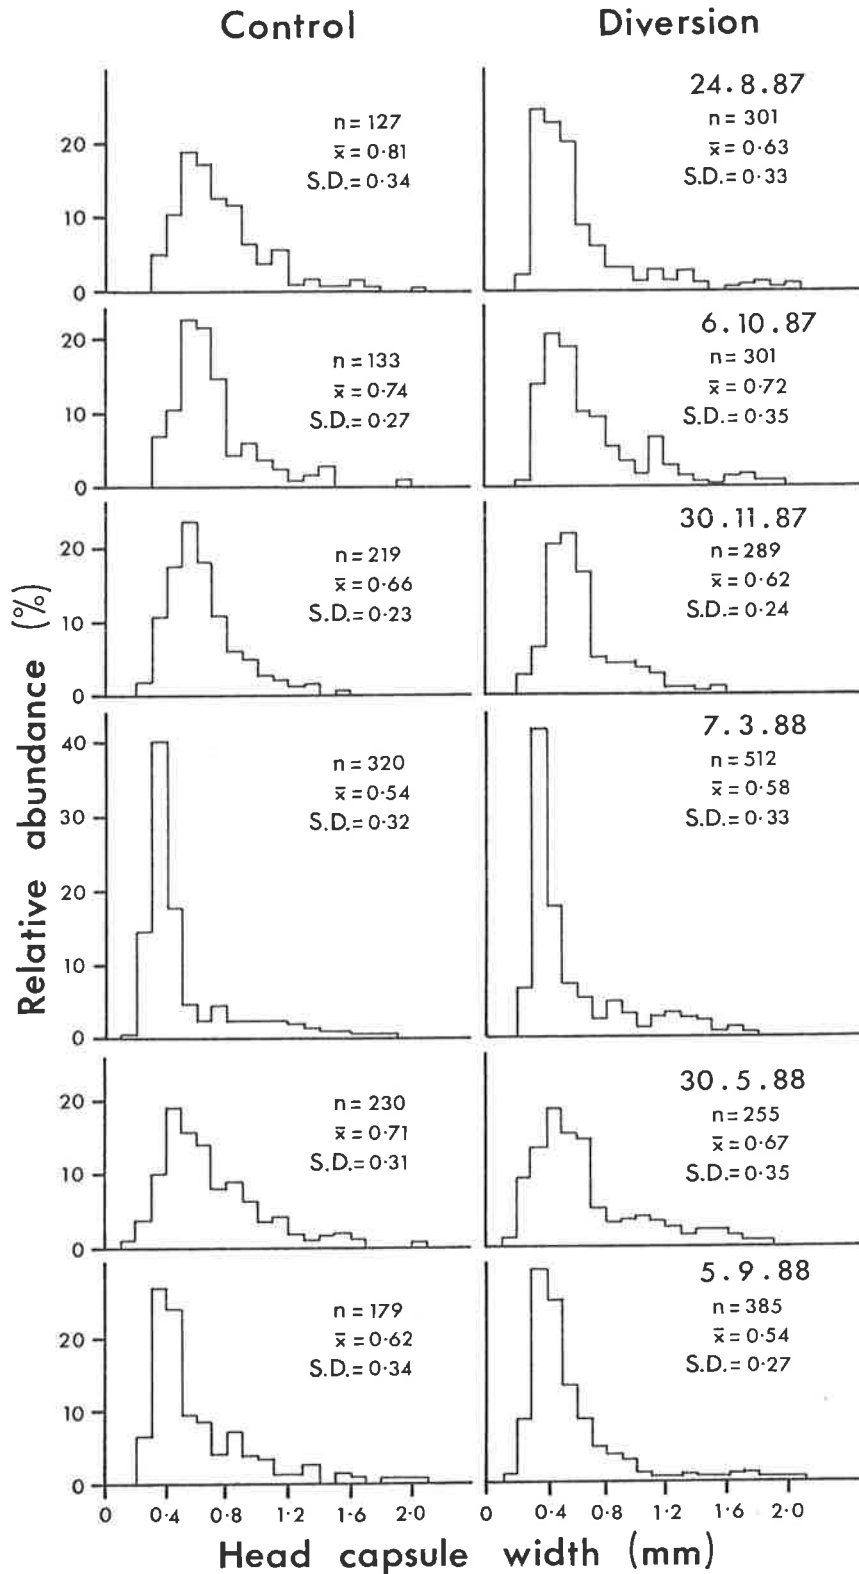 Control
Diversion
24.8.87
n = 127
x̄ = 0·81
S.D.= 0·34
n = 301
x̄ = 0·63
S.D.= 0·33
20
10
0
6.10.87
n = 133
x̄ = 0·74
S.D.= 0·27
n = 301
x̄ = 0·72
S.D.= 0·35
20
10
0
30.11.87
n = 219
x̄ = 0·66
S.D.= 0·23
n = 289
x̄ = 0·62
S.D.= 0·24
20
10
0
7.3.88
n = 320
x̄ = 0·54
S.D.= 0·32
n = 512
x̄ = 0·58
S.D.= 0·33
40
30
20
10
0
30.5.88
n = 230
x̄ = 0·71
S.D.= 0·31
n = 255
x̄ = 0·67
S.D.= 0·35
20
10
0
5.9.88
n = 179
x̄ = 0·62
S.D.= 0·34
n = 385
x̄ = 0·54
S.D.= 0·27
20
10
0
0 0·4 0·8 1·2 1·6 2·0
0 0·4 0·8 1·2 1·6 2·0
Relative abundance (%)
Head capsule width (mm)